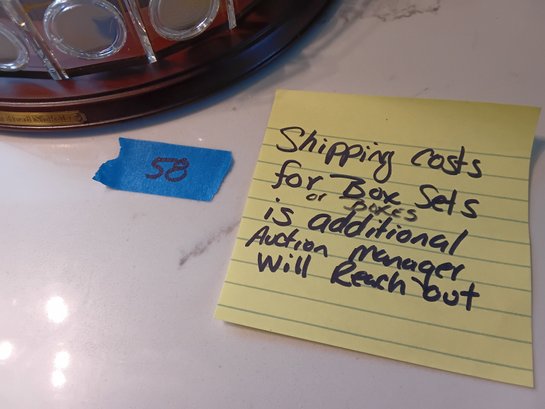 58
Shipping costs
for Box Sets
or BOXES
is additional
Auction manager
Will Reach out